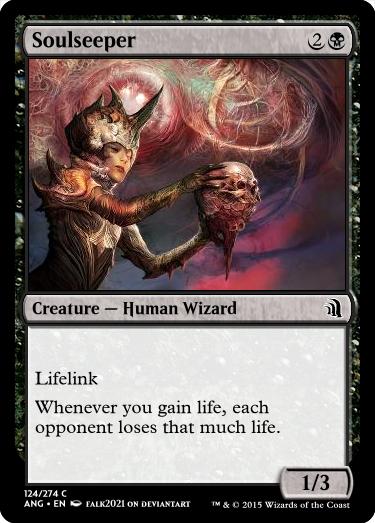 Soulseeper 2
Creature — Human Wizard
Lifelink
Whenever you gain life, each
opponent loses that much life.
1/3
124/274 C
ANG • EN FALK2021 ON DEVIANTART ™ & © 2015 Wizards of the Coast